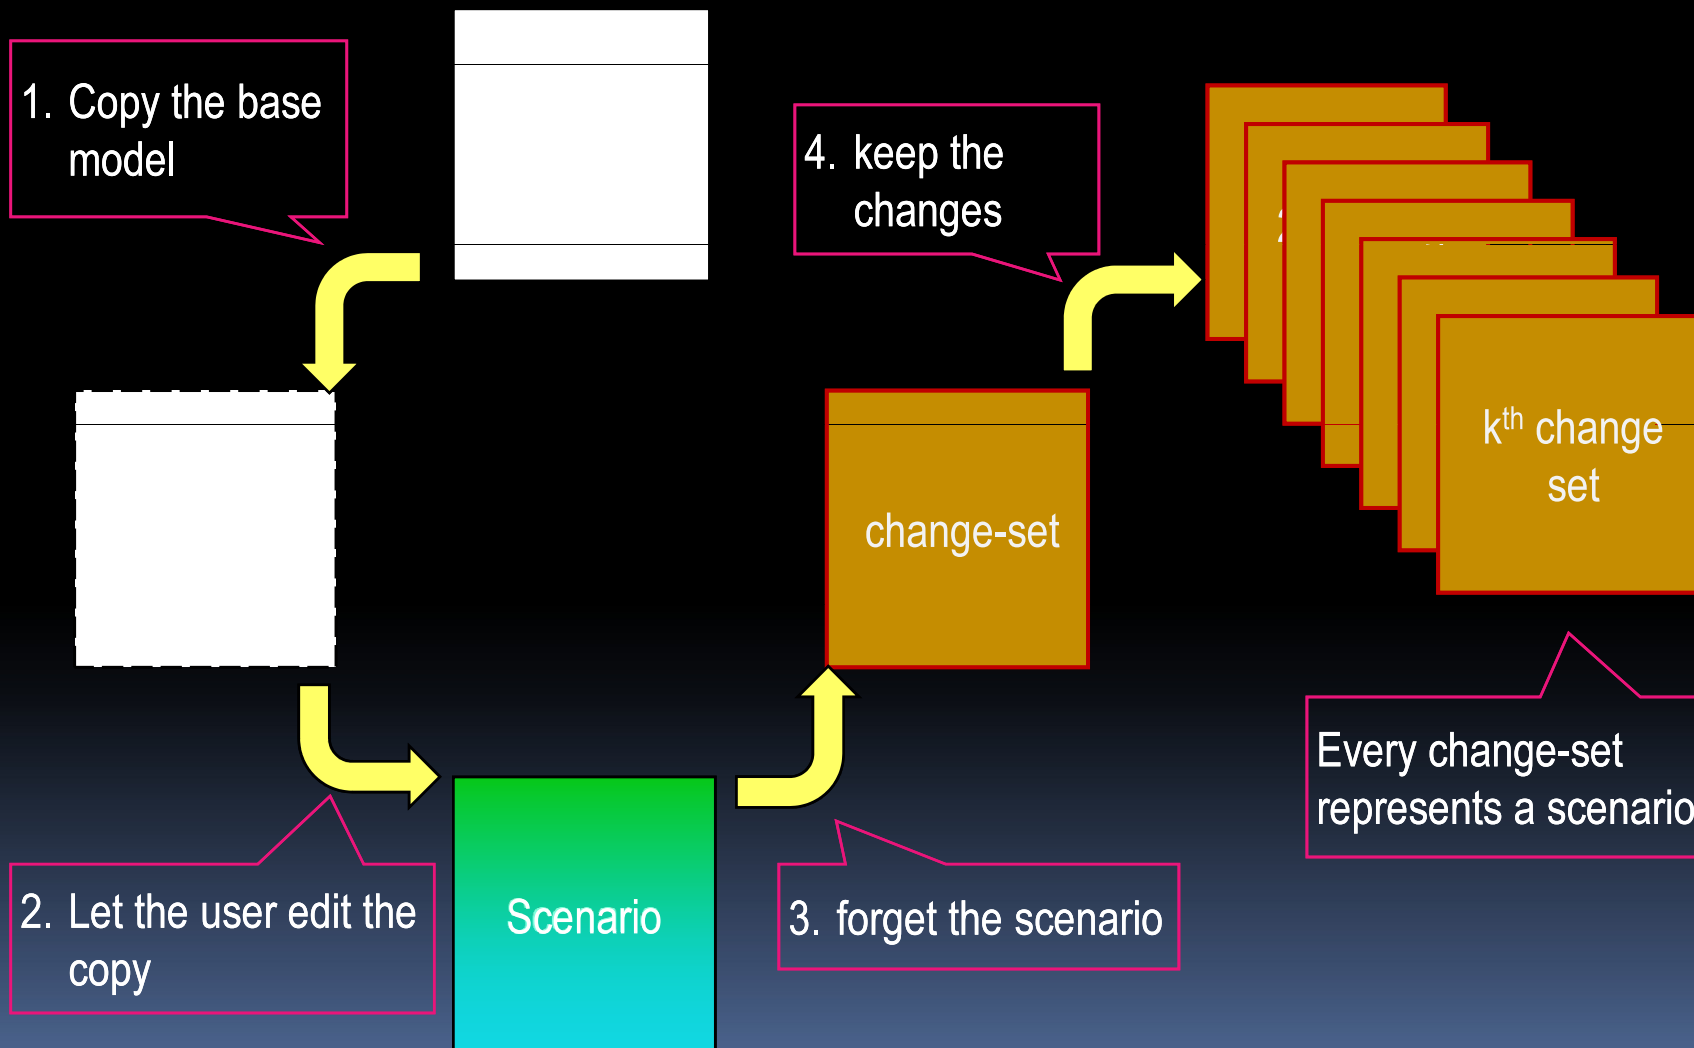 1. Copy the base
model
4. keep the
changes
kth change
set
change-set
Every change-set
represents a scenario
2. Let the user edit the
copy
Scenario
3. forget the scenario